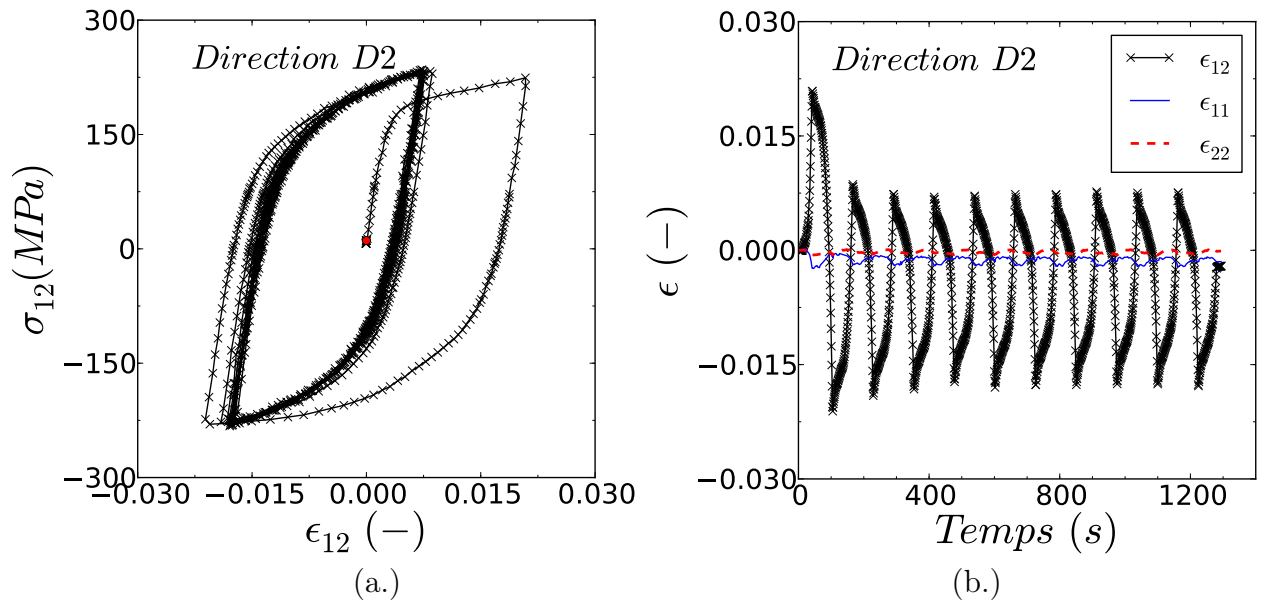 300
150
0
−150
−300
−0.030
−0.015
0.000
0.015
0.030
σ12(MPa)
ϵ12 (−)
Direction D2
(a.)
0.030
0.015
0.000
−0.015
−0.030
0
400
800
1200
ϵ (−)
Temps (s)
Direction D2
ϵ12
ϵ11
ϵ22
(b.)